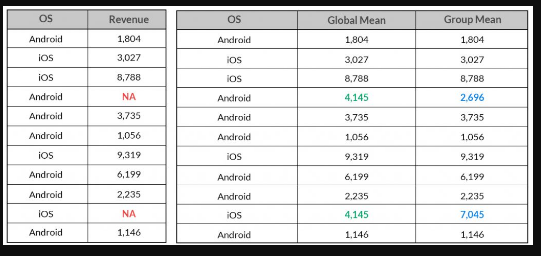 OS Revenue OS Global Mean Group Mean
Android 1,804 Android 1,804 1,804
iOS 3,027 iOS 3,027 3,027
iOS 8,788 iOS 8,788 8,788
Android NA Android 4,145 2,696
Android 3,735 Android 3,735 3,735
Android 1,056 Android 1,056 1,056
iOS 9,319 iOS 9,319 9,319
Android 6,199 Android 6,199 6,199
Android 2,235 Android 2,235 2,235
iOS NA iOS 4,145 7,045
Android 1,146 Android 1,146 1,146